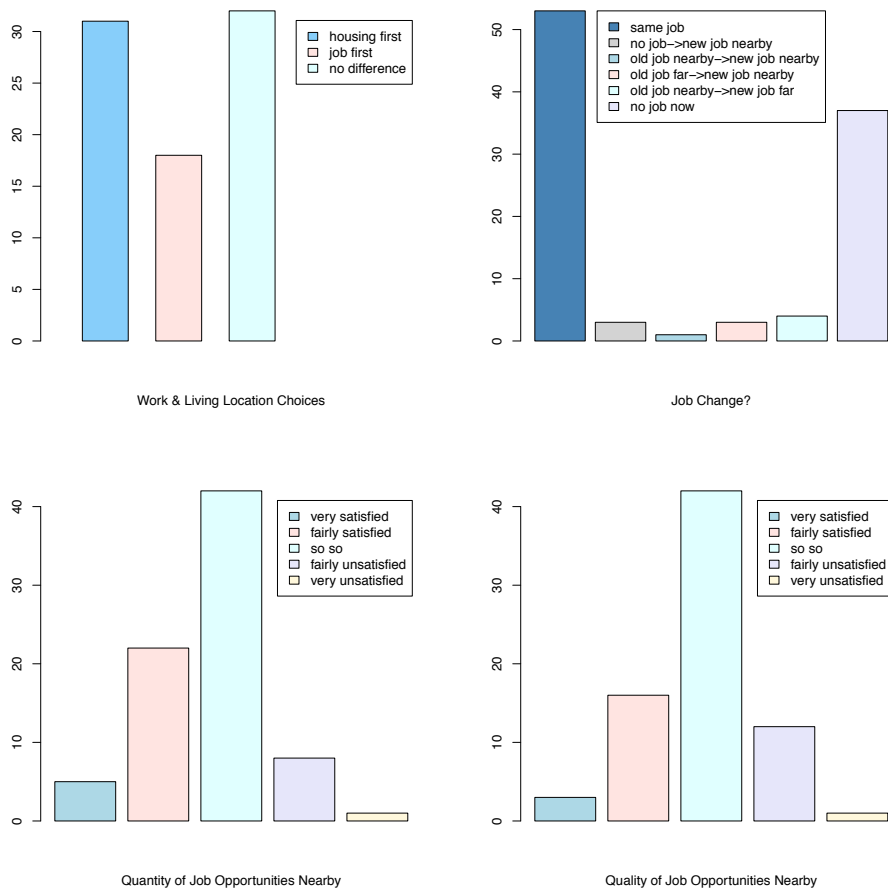 30
25
20
15
10
5
0
housing first
job first
no difference
Work & Living Location Choices
50
40
30
20
10
0
same job
no job->new job nearby
old job nearby->new job nearby
old job far->new job nearby
old job nearby->new job far
no job now
Job Change?
40
30
20
10
0
very satisfied
fairly satisfied
so so
fairly unsatisfied
very unsatisfied
Quantity of Job Opportunities Nearby
40
30
20
10
0
very satisfied
fairly satisfied
so so
fairly unsatisfied
very unsatisfied
Quality of Job Opportunities Nearby